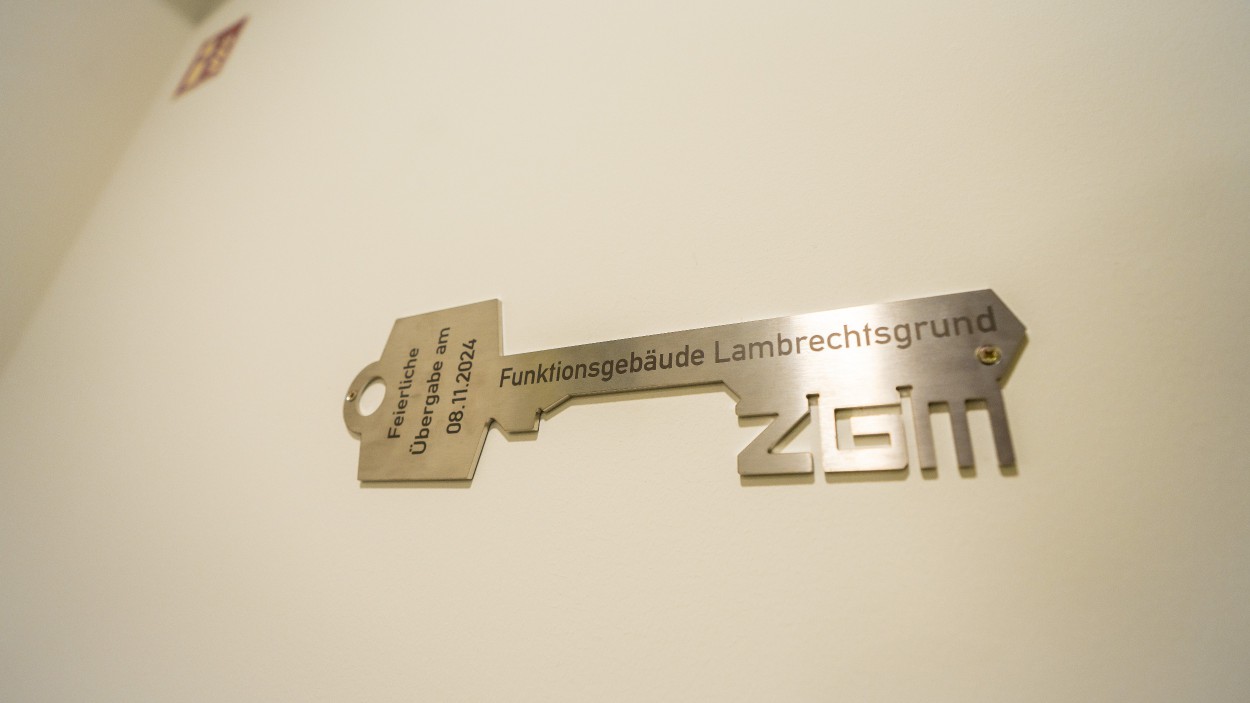 Feierliche
Übergabe am
08.11.2024
Funktionsgebäude Lambrechtsgrund
ZGM